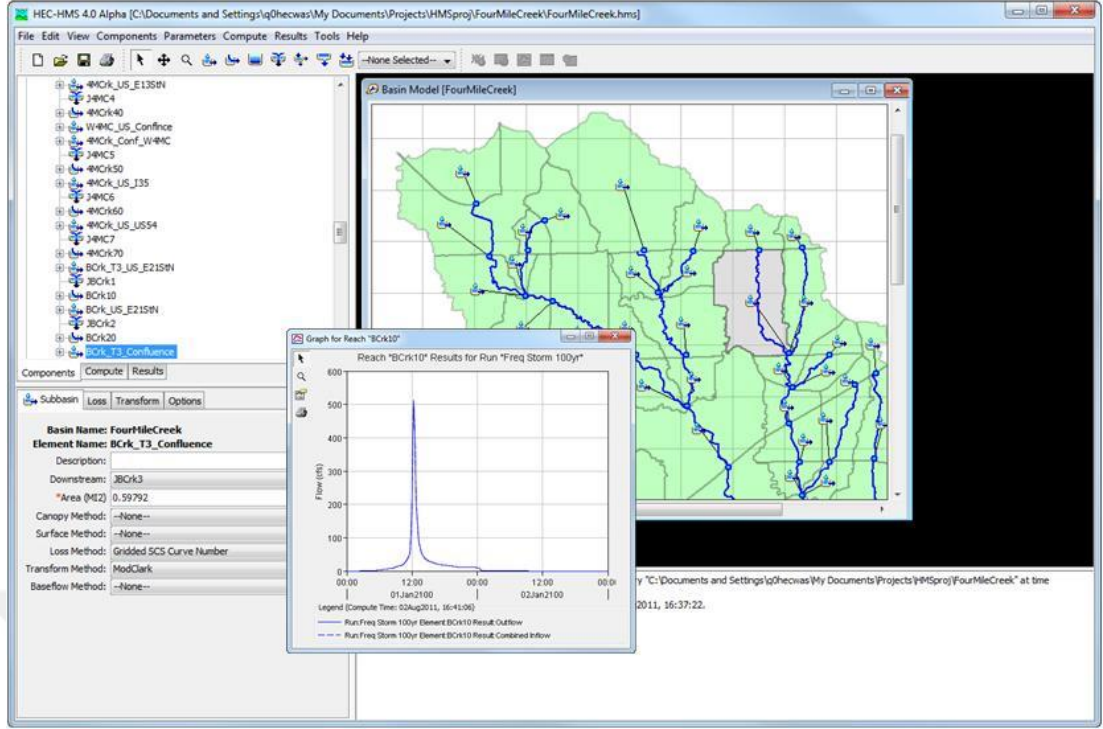 HEC-HMS 4.0 Alpha [C:\Documents and Settings\q0hecwas\My Documents\Projects\HMSproj\FourMileCreek\FourMileCreek.hms]
File Edit View Components Parameters Compute Results Tools Help
--None Selected--
4MCrk_US_E13StN
J4MC4
4MCrk40
W4MC_US_Confince
4MCrk_Conf_W4MC
J4MC5
4MCrk50
4MCrk_US_I35
J4MC6
4MCrk60
4MCrk_US_US54
J4MC7
4MCrk70
BCrk_T3_US_E21StN
JBCrk1
BCrk10
BCrk_US_E21StN
JBCrk2
BCrk20
BCrk_T3_Confluence
Components Compute Results
Subbasin Loss Transform Options
Basin Name: FourMileCreek
Element Name: BCrk_T3_Confluence
Description:
Downstream: JBCrk3
*Area (MI2) 0.59792
Canopy Method: --None--
Surface Method: --None--
Loss Method: Gridded SCS Curve Number
Transform Method: ModClark
Baseflow Method: --None--
Basin Model [FourMileCreek]
Graph for Reach "BCrk10"
Reach "BCrk10" Results for Run "Freq Storm 100yr"
600
500
400
300
200
100
0
Flow (cfs)
00:00 12:00 00:00 12:00 00:0
01Jan2100 02Jan2100
Legend (Compute Time: 02Aug2011, 16:41:06)
Run:Freq Storm 100yr Element:BCrk10 Result:Outflow
Run:Freq Storm 100yr Element:BCrk10 Result:Combined Inflow
y "C:\Documents and Settings\q0hecwas\My Documents\Projects\HMSproj\FourMileCreek" at time
2011, 16:37:22.